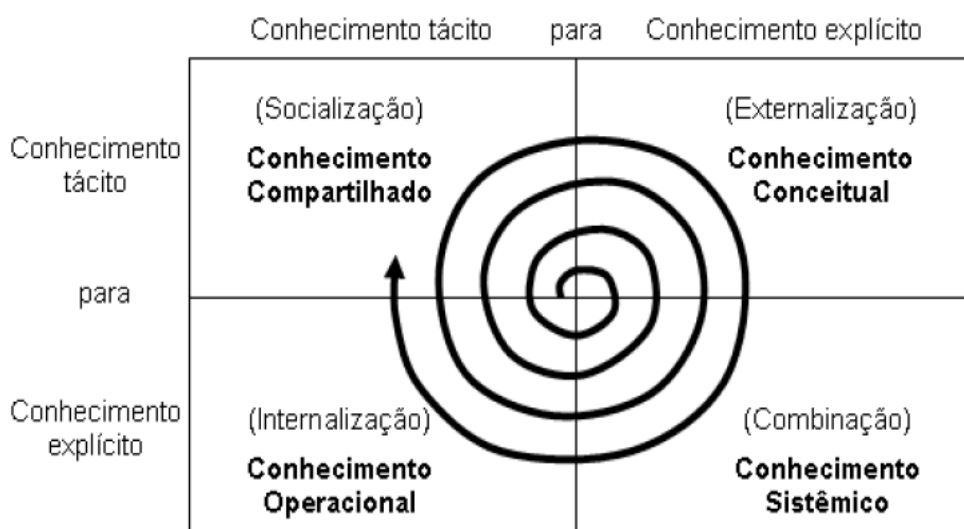 Conhecimento tácito para Conhecimento explícito
(Socialização)
Conhecimento
Compartilhado
(Externalização)
Conhecimento
Conceitual
Conhecimento
tácito
para
Conhecimento
explícito
(Internalização)
Conhecimento
Operacional
(Combinação)
Conhecimento
Sistêmico